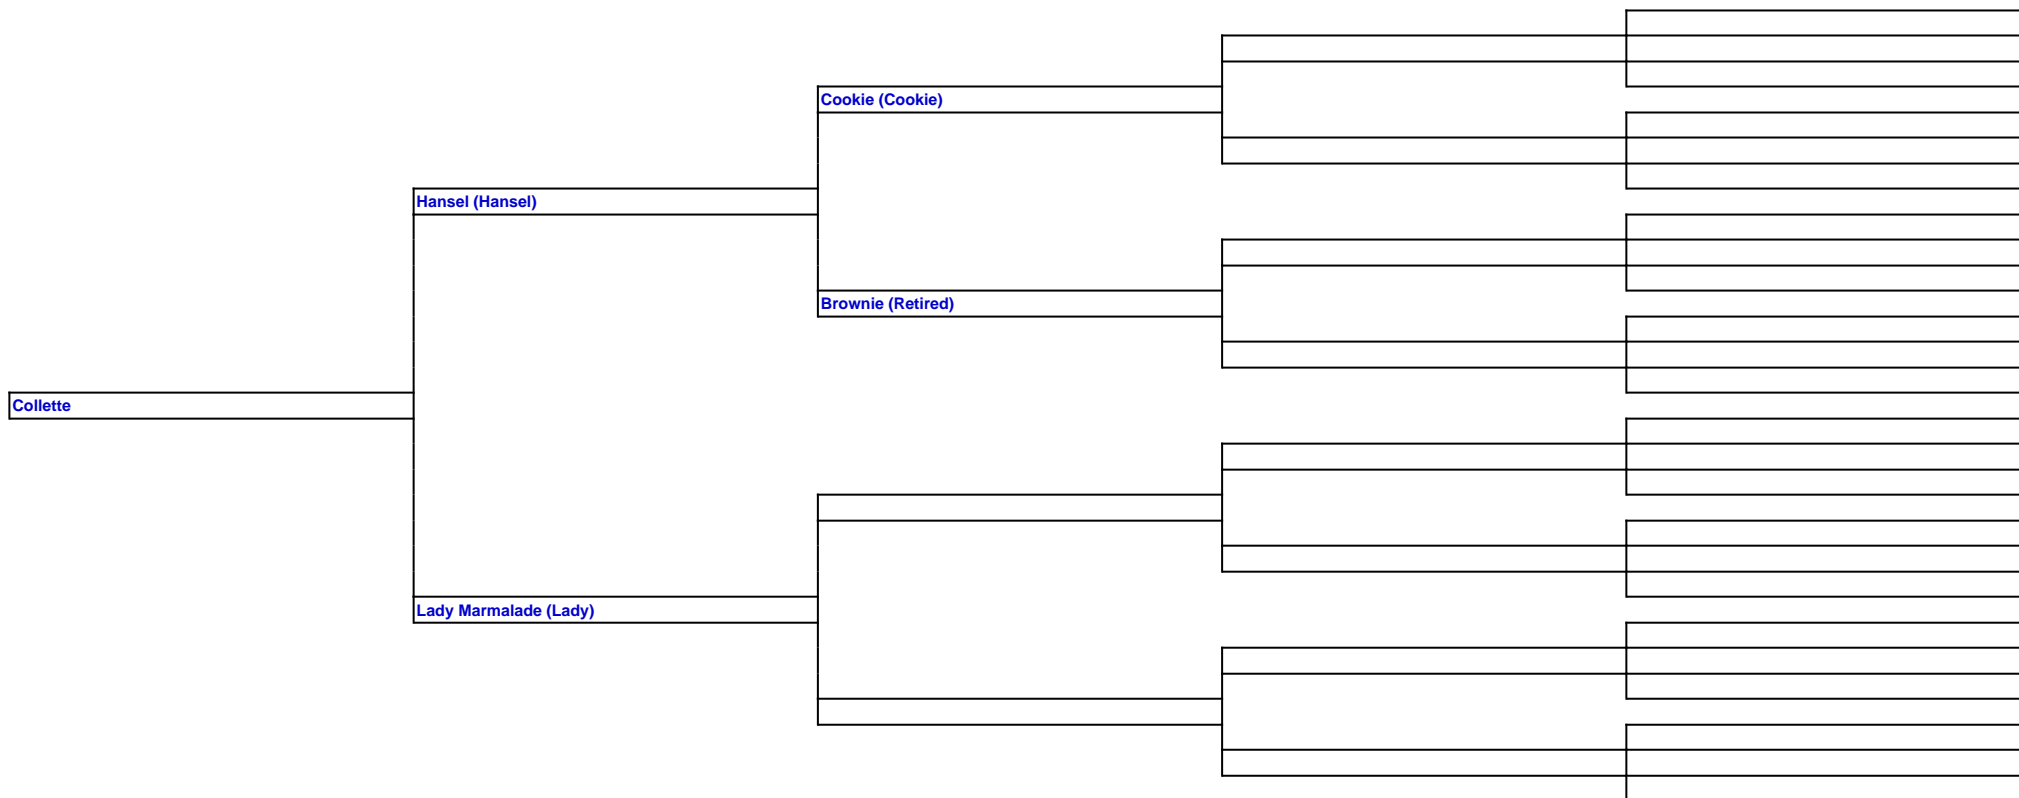 Cookie (Cookie)
Hansel (Hansel)
Brownie (Retired)
Collette
Lady Marmalade (Lady)